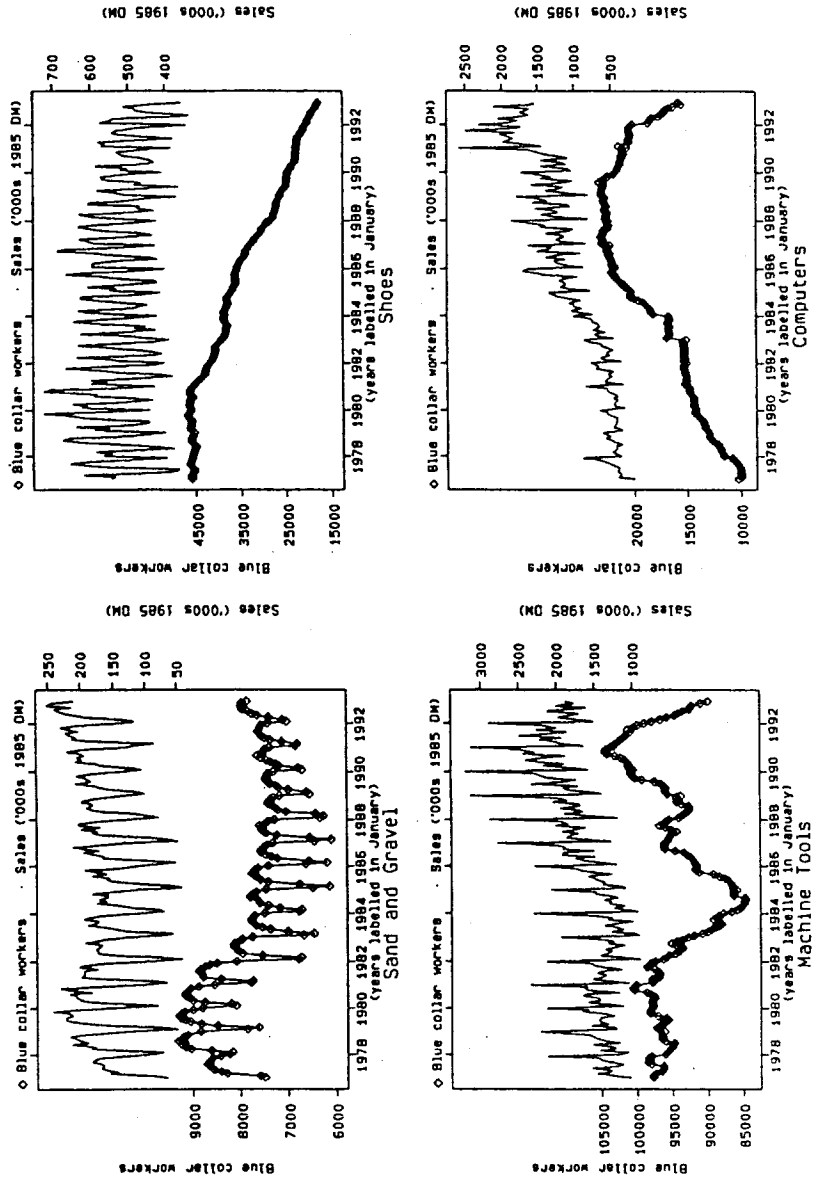 ◇ Blue collar workers · Sales ('000s 1985 DM)
Blue collar workers
9000
8000
7000
6000
250
200
150
100
50
Sales ('000s 1985 DM)
1978 1980 1982 1984 1986 1988 1990 1992
(years labelled in January)
Sand and Gravel
◇ Blue collar workers · Sales ('000s 1985 DM)
Blue collar workers
45000
35000
25000
15000
700
600
500
400
Sales ('000s 1985 DM)
1978 1980 1982 1984 1986 1988 1990 1992
(years labelled in January)
Shoes
◇ Blue collar workers · Sales ('000s 1985 DM)
Blue collar workers
105000
100000
95000
90000
85000
3000
2500
2000
1500
1000
Sales ('000s 1985 DM)
1978 1980 1982 1984 1986 1988 1990 1992
(years labelled in January)
Machine Tools
◇ Blue collar workers · Sales ('000s 1985 DM)
Blue collar workers
20000
15000
10000
2500
2000
1500
1000
500
Sales ('000s 1985 DM)
1978 1980 1982 1984 1986 1988 1990 1992
(years labelled in January)
Computers